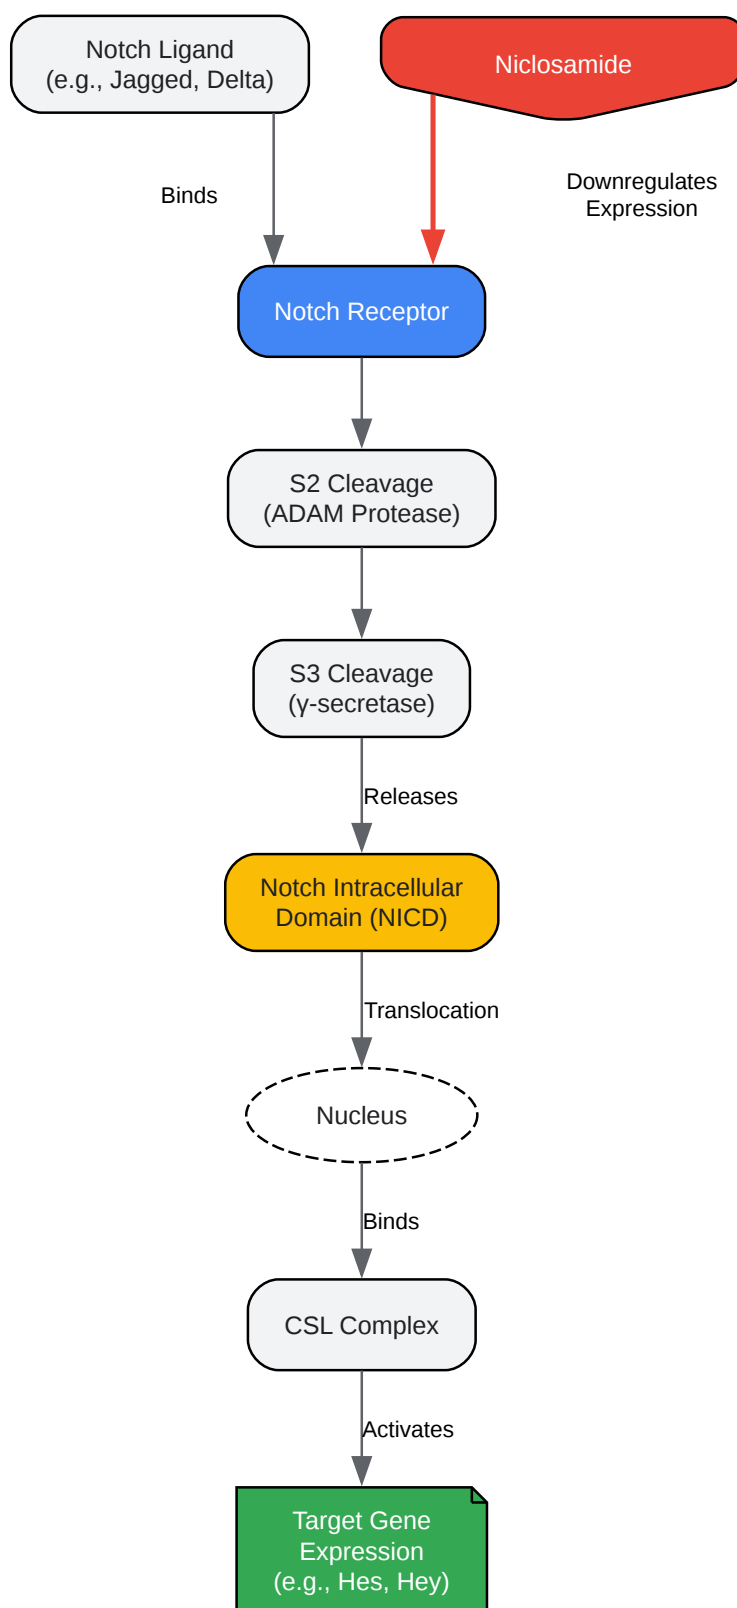 Notch Ligand
(e.g., Jagged, Delta)
Niclosamide
Binds
Downregulates
Expression
Notch Receptor
S2 Cleavage
(ADAM Protease)
S3 Cleavage
(γ-secretase)
Releases
Notch Intracellular
Domain (NICD)
Translocation
Nucleus
Binds
CSL Complex
Activates
Target Gene
Expression
(e.g., Hes, Hey)